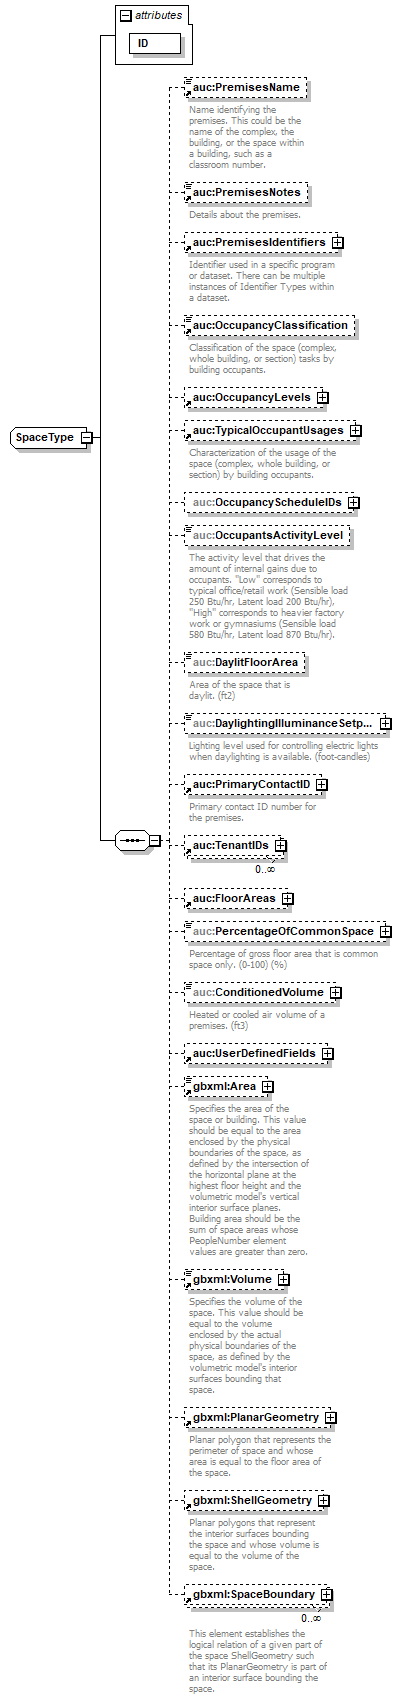 attributes
ID
auc:PremisesName
Name identifying the
premises. This could be the
name of the complex, the
building, or the space within
a building, such as a
classroom number.
auc:PremisesNotes
Details about the premises.
auc:PremisesIdentifiers
Identifier used in a specific program
or dataset. There can be multiple
instances of Identifier Types within
a dataset.
auc:OccupancyClassification
Classification of the space (complex,
whole building, or section) tasks by
building occupants.
auc:OccupancyLevels
auc:TypicalOccupantUsages
SpaceType
Characterization of the usage of the
space (complex, whole building, or
section) by building occupants.
auc:OccupancyScheduleIDs
auc:OccupantsActivityLevel
The activity level that drives the
amount of internal gains due to
occupants. "Low" corresponds to
typical office/retail work (Sensible load
250 Btu/hr, Latent load 200 Btu/hr),
"High" corresponds to heavier factory
work or gymnasiums (Sensible load
580 Btu/hr, Latent load 870 Btu/hr).
auc:DaylitFloorArea
Area of the space that is
daylit. (ft2)
auc:DaylightingIlluminanceSetp...
Lighting level used for controlling electric lights
when daylighting is available. (foot-candles)
auc:PrimaryContactID
Primary contact ID number for
the premises.
auc:TenantIDs
0..∞
auc:FloorAreas
auc:PercentageOfCommonSpace
Percentage of gross floor area that is common
space only. (0-100) (%)
auc:ConditionedVolume
Heated or cooled air volume of a
premises. (ft3)
auc:UserDefinedFields
gbxml:Area
Specifies the area of the
space or building. This value
should be equal to the area
enclosed by the physical
boundaries of the space, as
defined by the intersection of
the horizontal plane at the
highest floor height and the
volumetric model's vertical
interior surface planes.
Building area should be the
sum of space areas whose
PeopleNumber element
values are greater than zero.
gbxml:Volume
Specifies the volume of the
space. This value should be
equal to the volume
enclosed by the actual
physical boundaries of the
space, as defined by the
volumetric model's interior
surfaces bounding that
space.
gbxml:PlanarGeometry
Planar polygon that represents the
perimeter of space and whose
area is equal to the floor area of
the space.
gbxml:ShellGeometry
Planar polygons that represent
the interior surfaces bounding
the space and whose volume is
equal to the volume of the
space.
gbxml:SpaceBoundary
0..∞
This element establishes the
logical relation of a given part of
the space ShellGeometry such
that its PlanarGeometry is part of
an interior surface bounding the
space.